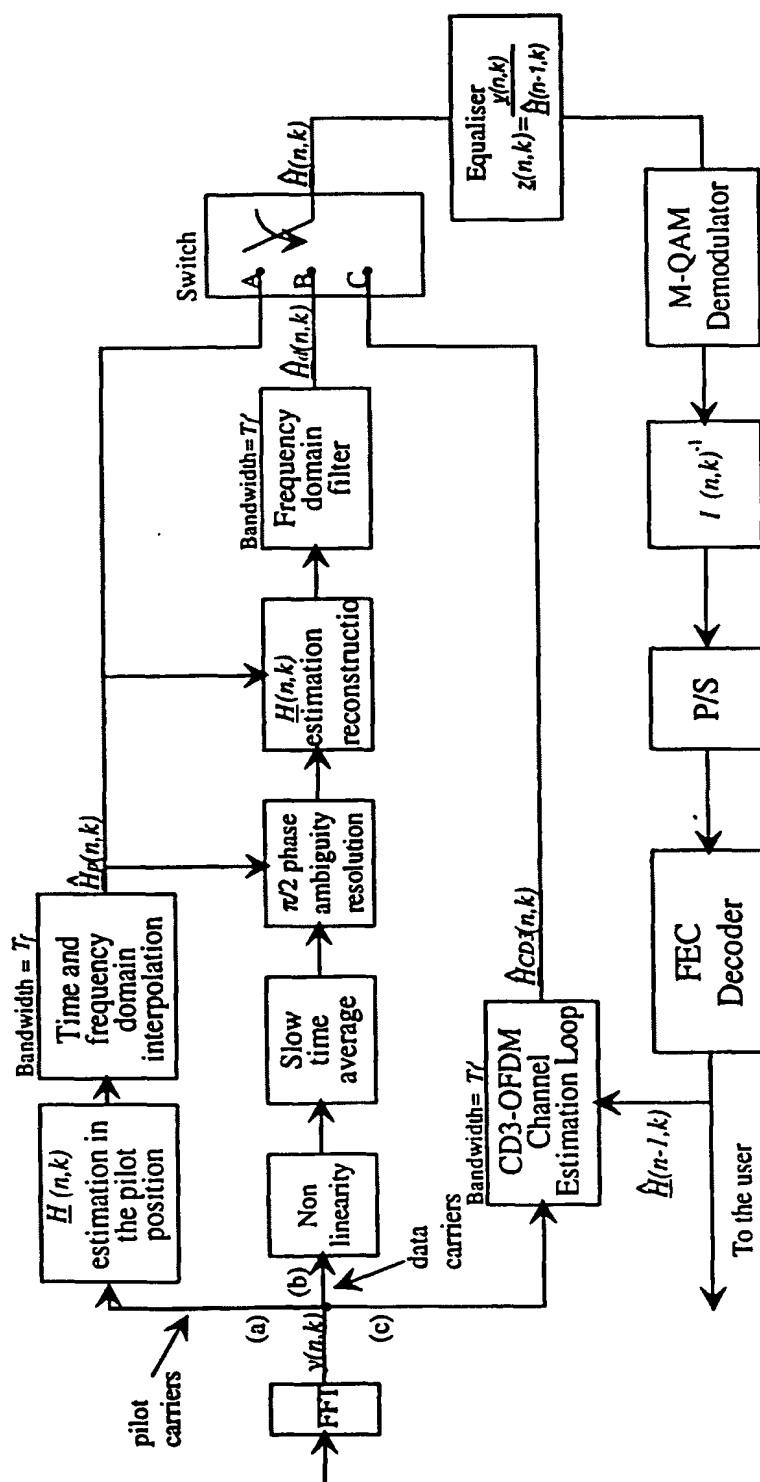 FFT
y(n,k)
(a)
(b)
(c)
pilot
carriers
data
carriers
H (n,k)
estimation in
the pilot
position
Bandwidth = Tf
Time and
frequency
domain
interpolation
Ĥp(n,k)
Non
linearity
Slow
time
average
π/2 phase
ambiguity
resolution
H(n,k)
estimation
reconstructio
Bandwidth= Tf
Frequency
domain
filter
Ĥd(n,k)
Bandwidth= Tf
CD3-OFDM
Channel
Estimation Loop
ĤCD3(n,k)
Ĥ(n-1,k)
Switch
A
B
C
Ĥ(n,k)
Equaliser
z(n,k)= y(n,k) / Ĥ(n-1,k)
M-QAM
Demodulator
I (n,k)⁻¹
P/S
FEC
Decoder
To the user